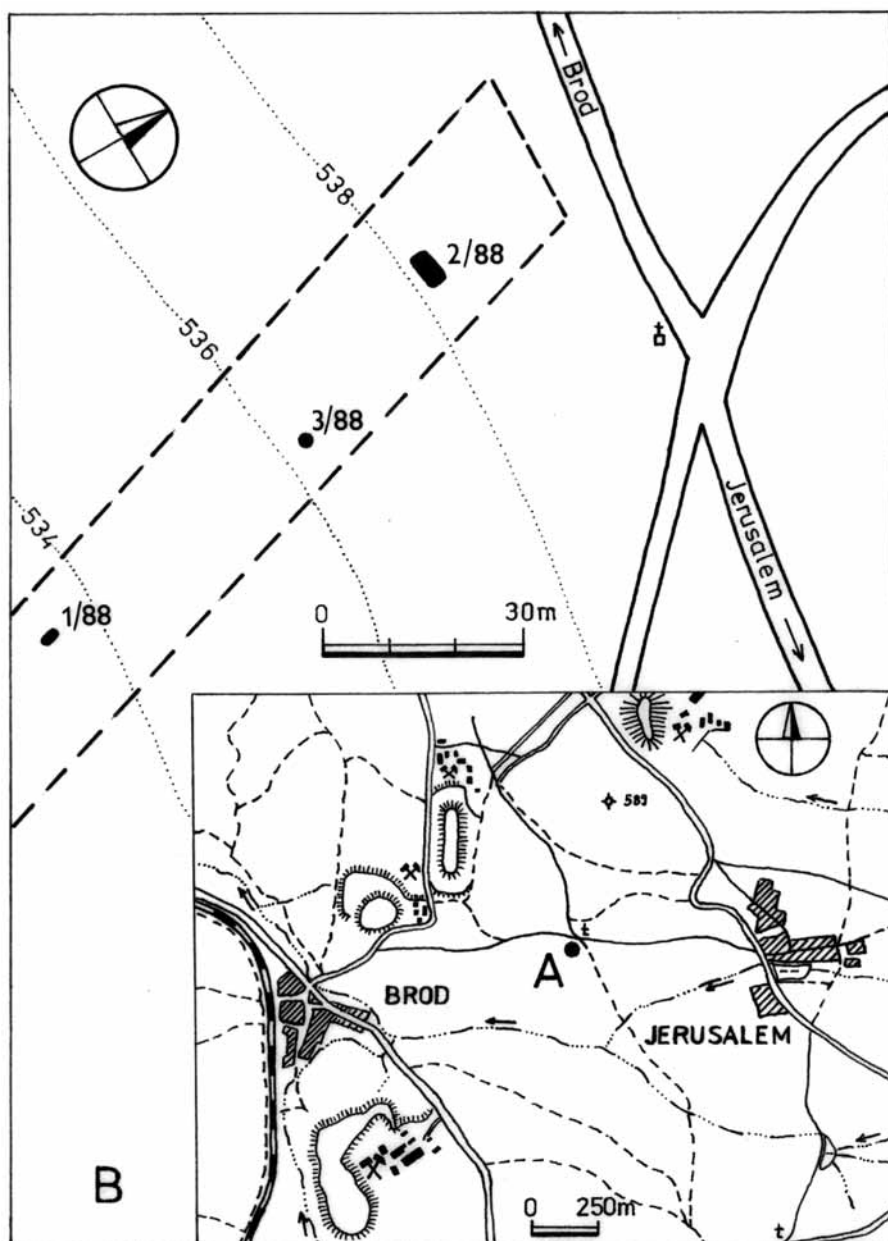 Brod
538
2/88
536
3/88
Jerusalem
534
1/88
0 30m
589
A
BROD
JERUSALEM
B
0 250m